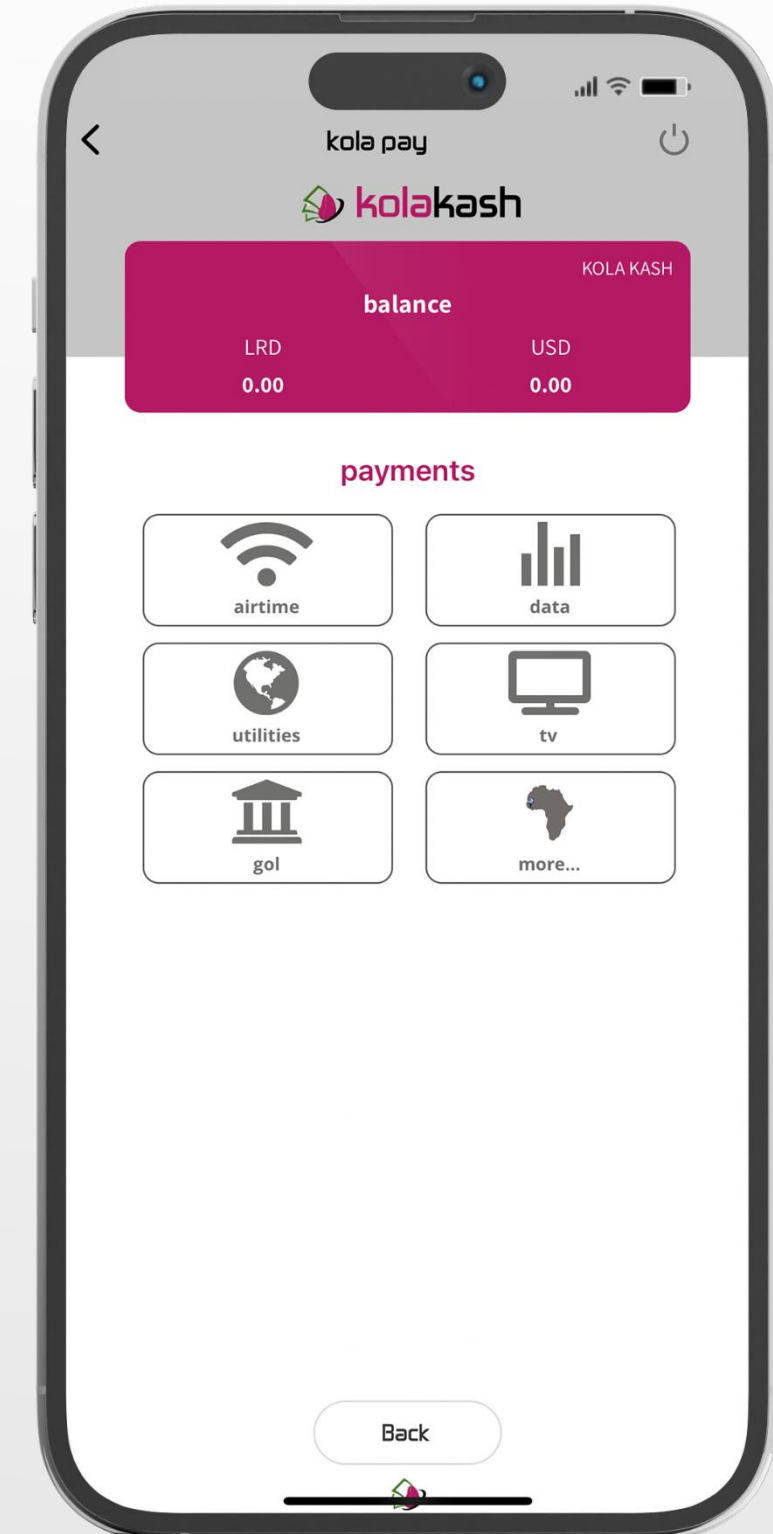 kola pay
kolakash
KOLA KASH
balance
LRD USD
0.00 0.00
payments
airtime data
utilities tv
gol more...
Back